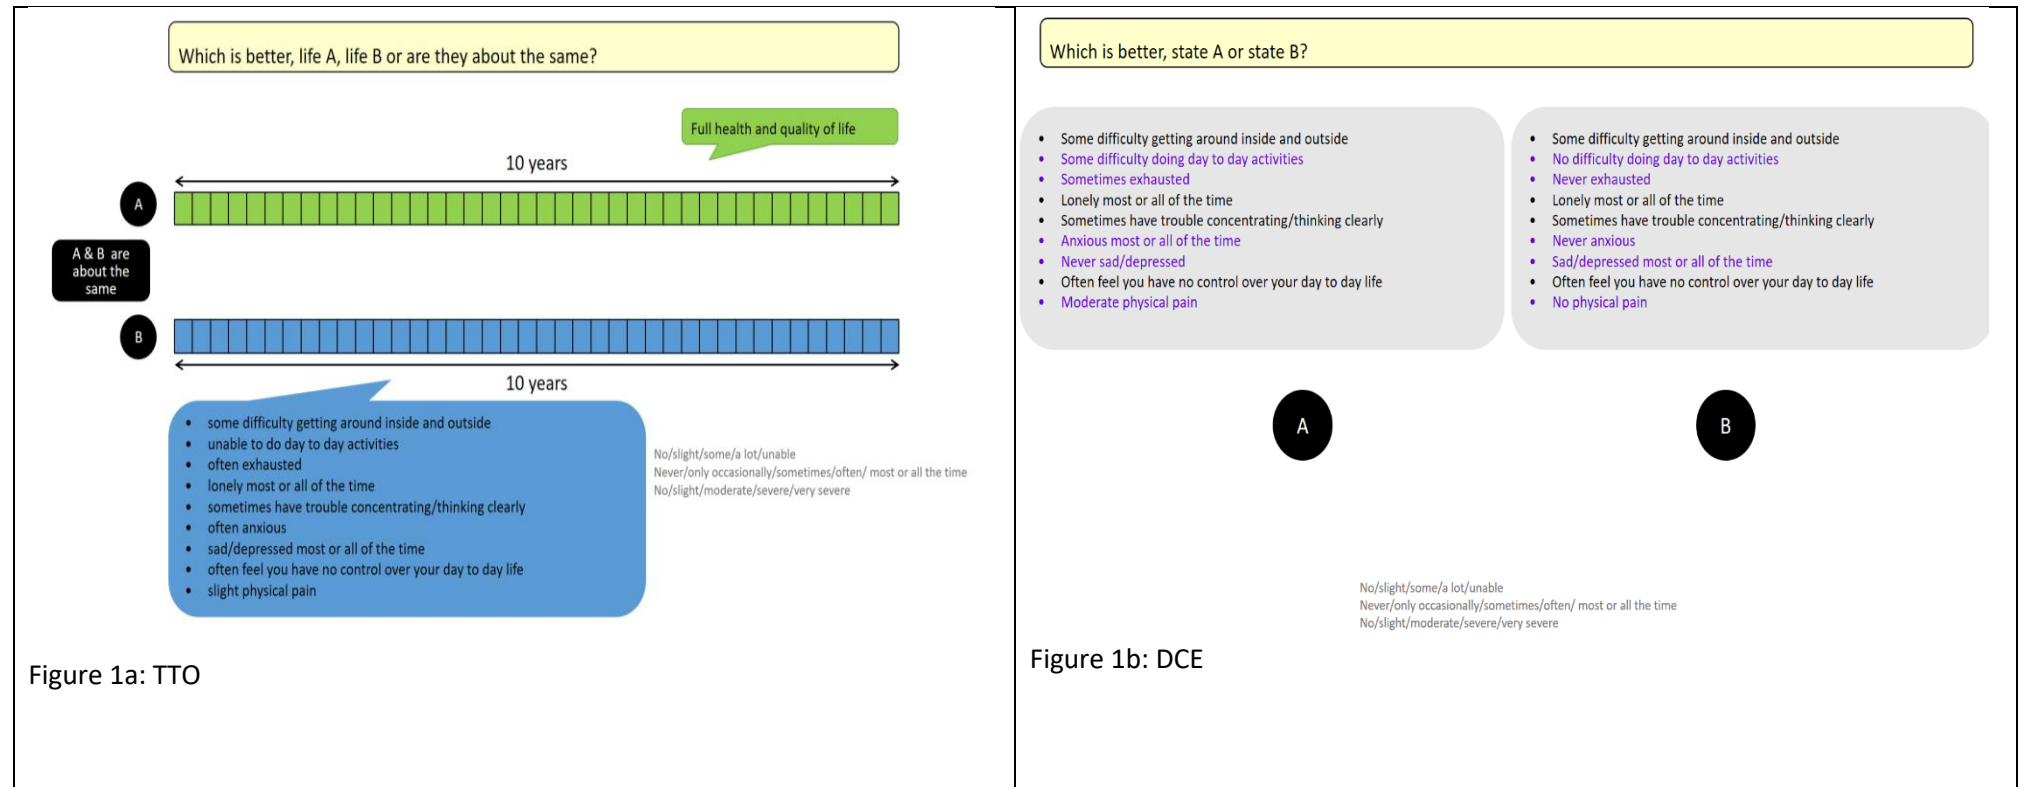 Which is better, life A, life B or are they about the same?
Full health and quality of life
10 years
A
A & B are
about the
same
B
10 years
• some difficulty getting around inside and outside
• unable to do day to day activities
• often exhausted
• lonely most or all of the time
• sometimes have trouble concentrating/thinking clearly
• often anxious
• sad/depressed most or all of the time
• often feel you have no control over your day to day life
• slight physical pain
No/slight/some/a lot/unable
Never/only occasionally/sometimes/often/ most or all the time
No/slight/moderate/severe/very severe
Figure 1a: TTO
Which is better, state A or state B?
• Some difficulty getting around inside and outside
• Some difficulty doing day to day activities
• Sometimes exhausted
• Lonely most or all of the time
• Sometimes have trouble concentrating/thinking clearly
• Anxious most or all of the time
• Never sad/depressed
• Often feel you have no control over your day to day life
• Moderate physical pain
• Some difficulty getting around inside and outside
• No difficulty doing day to day activities
• Never exhausted
• Lonely most or all of the time
• Sometimes have trouble concentrating/thinking clearly
• Never anxious
• Sad/depressed most or all of the time
• Often feel you have no control over your day to day life
• No physical pain
A
B
No/slight/some/a lot/unable
Never/only occasionally/sometimes/often/ most or all the time
No/slight/moderate/severe/very severe
Figure 1b: DCE